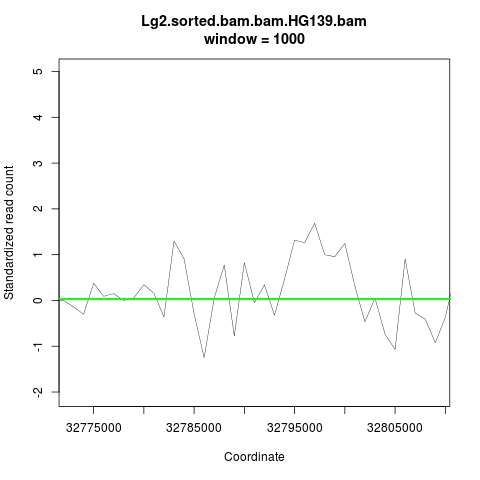 Lg2.sorted.bam.bam.HG139.bam
window = 1000
Standardized read count
5
4
3
2
1
0
-1
-2
32775000 32785000 32795000 32805000
Coordinate